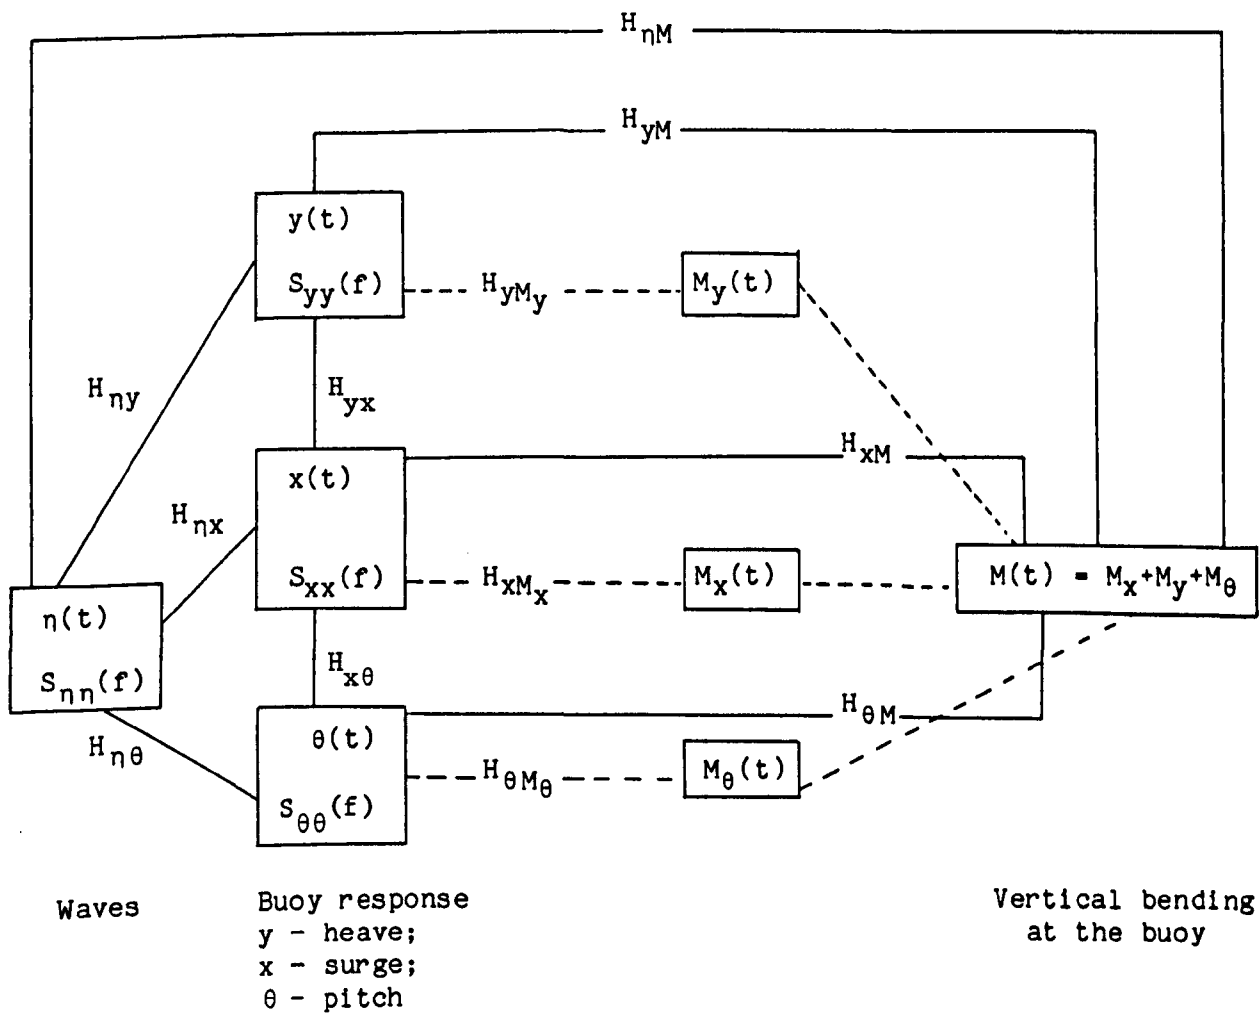 H_ηM
H_yM
y(t)
S_yy(f)
H_yM_y
M_y(t)
H_ηy
H_yx
H_xM
x(t)
H_ηx
S_xx(f)
H_xM_x
M_x(t)
M(t) = M_x+M_y+M_θ
η(t)
S_ηη(f)
H_xθ
H_θM
H_ηθ
θ(t)
H_θM_θ
M_θ(t)
S_θθ(f)
Waves
Buoy response
y - heave;
x - surge;
θ - pitch
Vertical bending
at the buoy